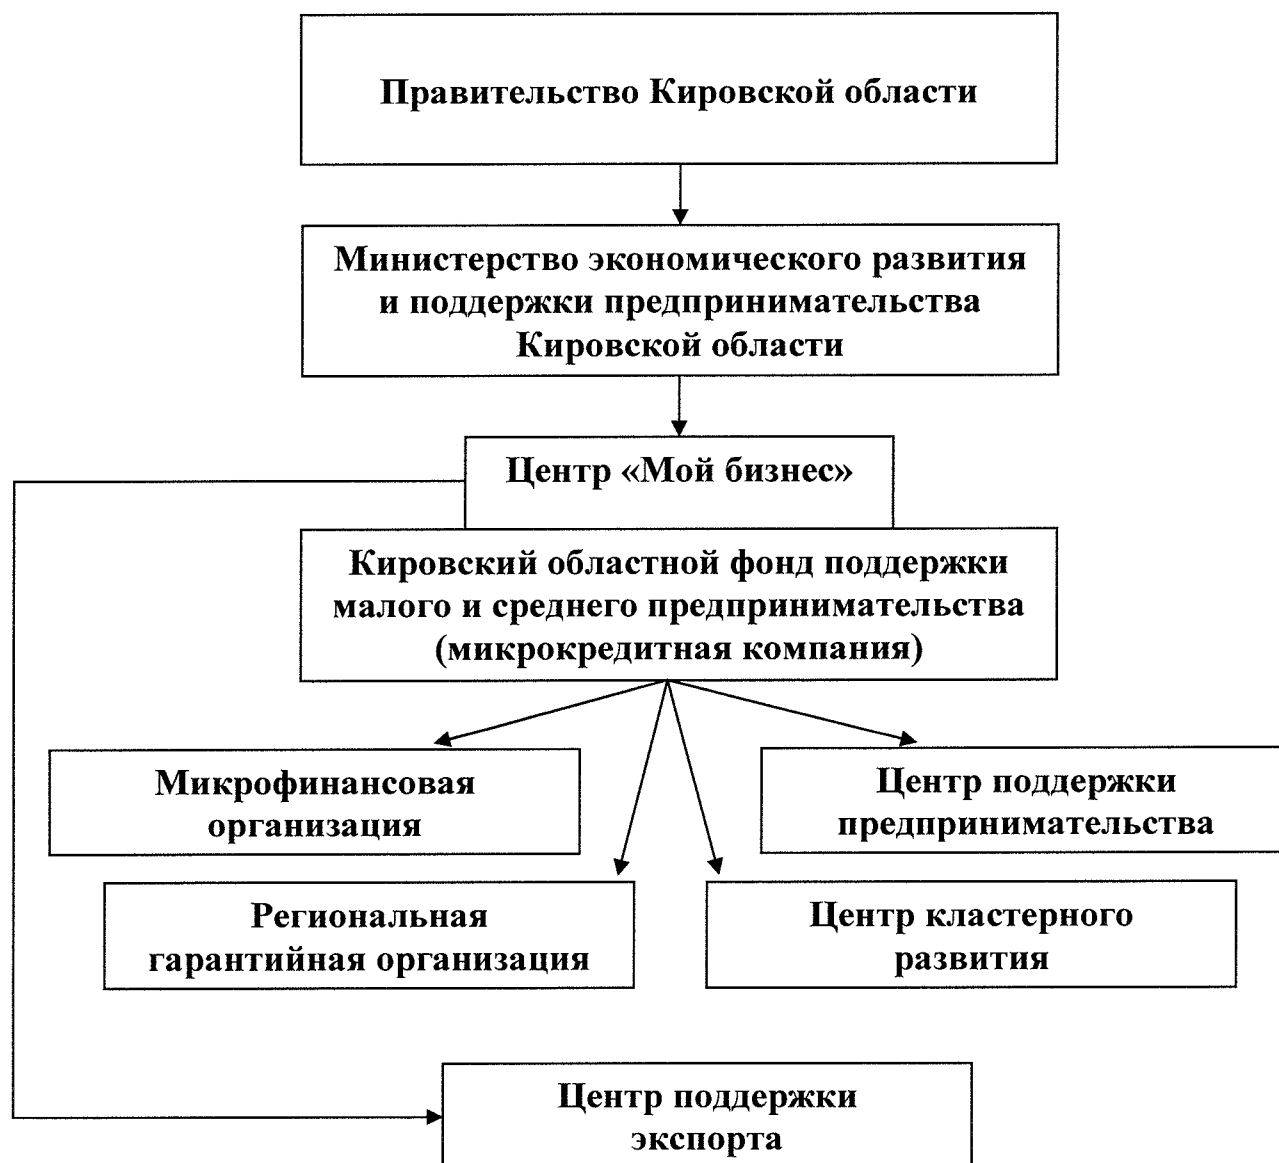 Правительство Кировской области
Министерство экономического развития
и поддержки предпринимательства
Кировской области
Центр «Мой бизнес»
Кировский областной фонд поддержки
малого и среднего предпринимательства
(микрокредитная компания)
Микрофинансовая
организация
Центр поддержки
предпринимательства
Региональная
гарантийная организация
Центр кластерного
развития
Центр поддержки
экспорта